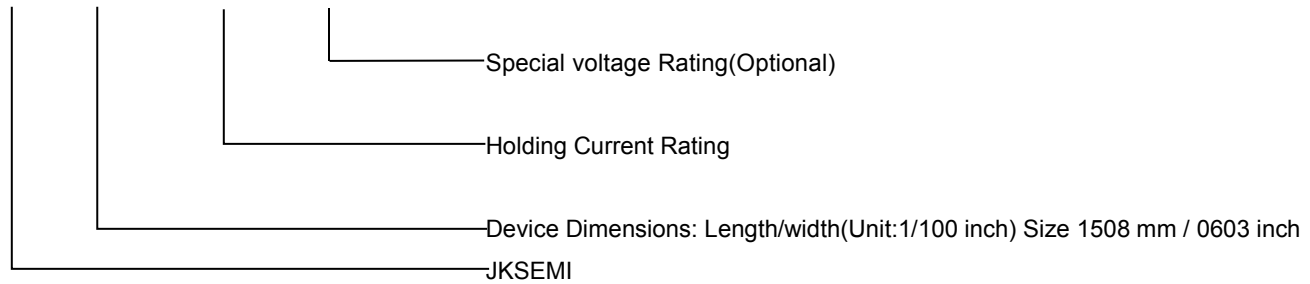 Special voltage Rating(Optional)
Holding Current Rating
Device Dimensions: Length/width(Unit:1/100 inch) Size 1508 mm / 0603 inch
JKSEMI